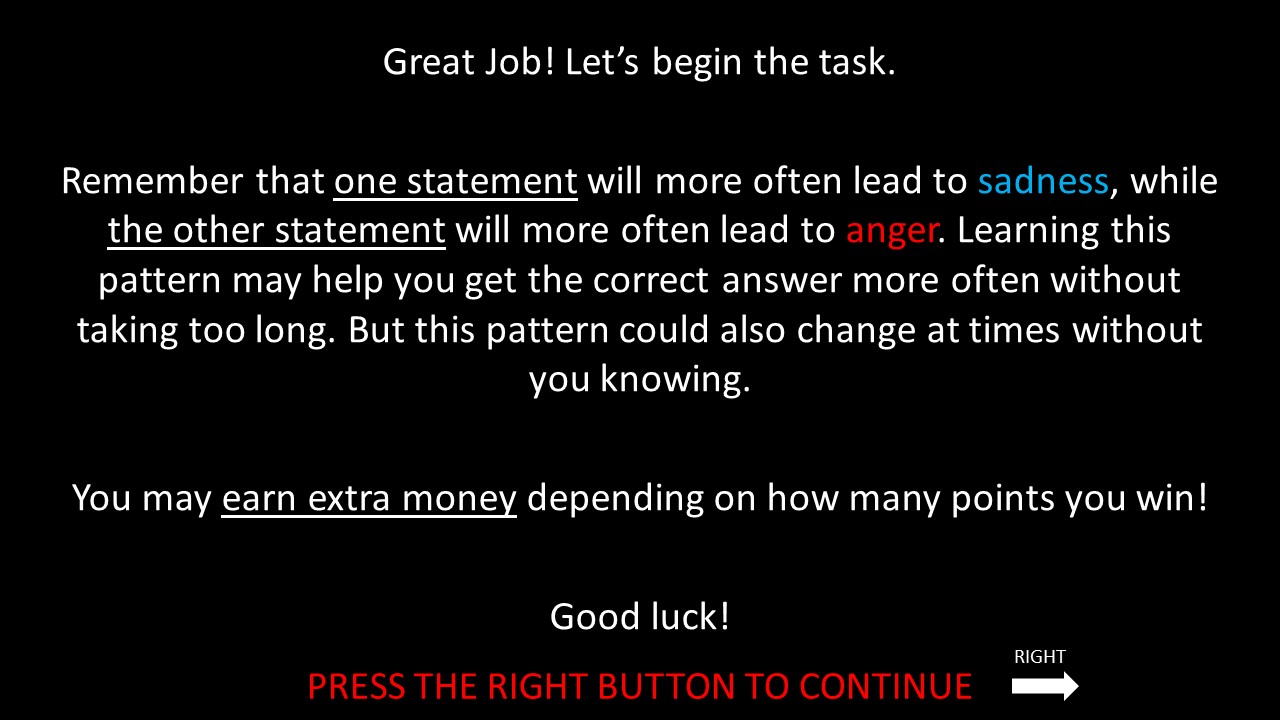 Great Job! Let’s begin the task.
Remember that one statement will more often lead to sadness, while
the other statement will more often lead to anger. Learning this
pattern may help you get the correct answer more often without
taking too long. But this pattern could also change at times without
you knowing.
You may earn extra money depending on how many points you win!
Good luck!
RIGHT
PRESS THE RIGHT BUTTON TO CONTINUE